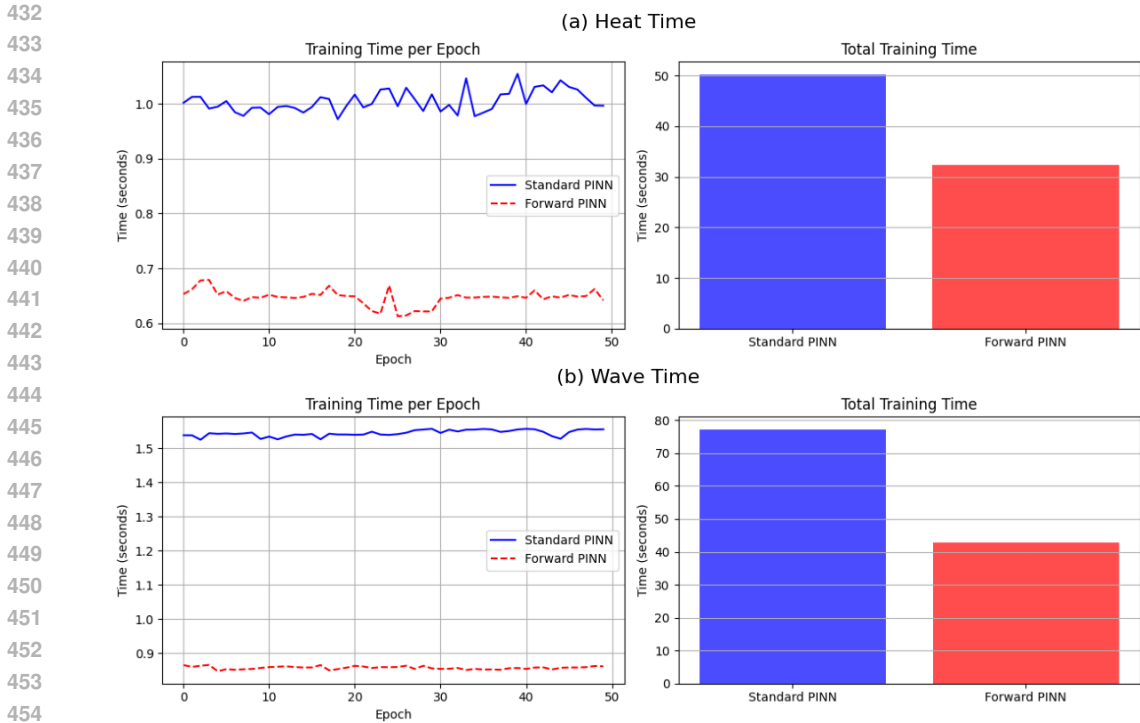 432
433
434
435
436
437
438
439
440
441
442
443
444
445
446
447
448
449
450
451
452
453
454
(a) Heat Time
Training Time per Epoch
Time (seconds)
1.0
0.9
0.8
0.7
0.6
Standard PINN
Forward PINN
0 10 20 30 40 50
Epoch
Total Training Time
Time (seconds)
50
40
30
20
10
0
Standard PINN Forward PINN
(b) Wave Time
Training Time per Epoch
Time (seconds)
1.5
1.4
1.3
1.2
1.1
1.0
0.9
Standard PINN
Forward PINN
0 10 20 30 40 50
Epoch
Total Training Time
Time (seconds)
80
70
60
50
40
30
20
10
0
Standard PINN Forward PINN